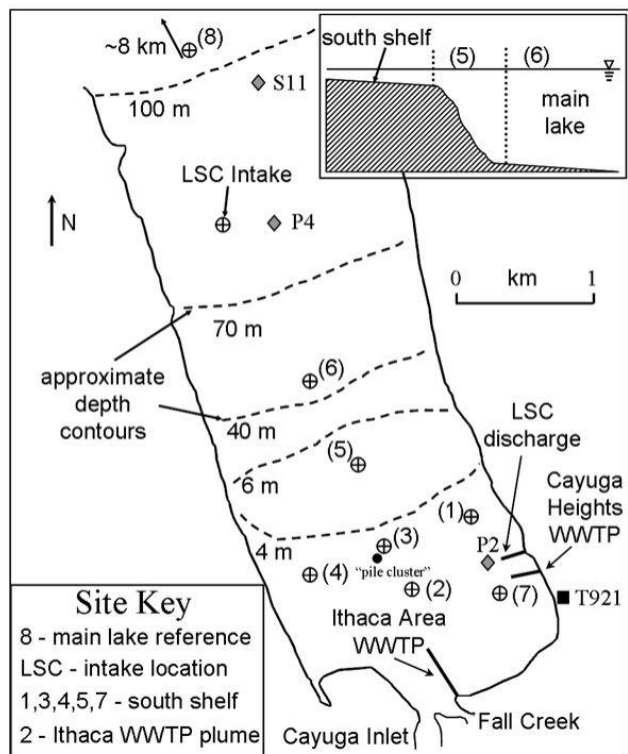 ~8 km
(8)
100 m
S11
south shelf
(5)
(6)
main
lake
LSC Intake
P4
N
0
km
1
70 m
approximate
depth
contours
(6)
40 m
(5)
6 m
LSC
discharge
Cayuga
Heights
WWTP
(1)
P2
4 m
(3)
"pile cluster"
(4)
(2)
(7)
T921
Ithaca Area
WWTP
Fall Creek
Cayuga Inlet
Site Key
8 - main lake reference
LSC - intake location
1,3,4,5,7 - south shelf
2 - Ithaca WWTP plume